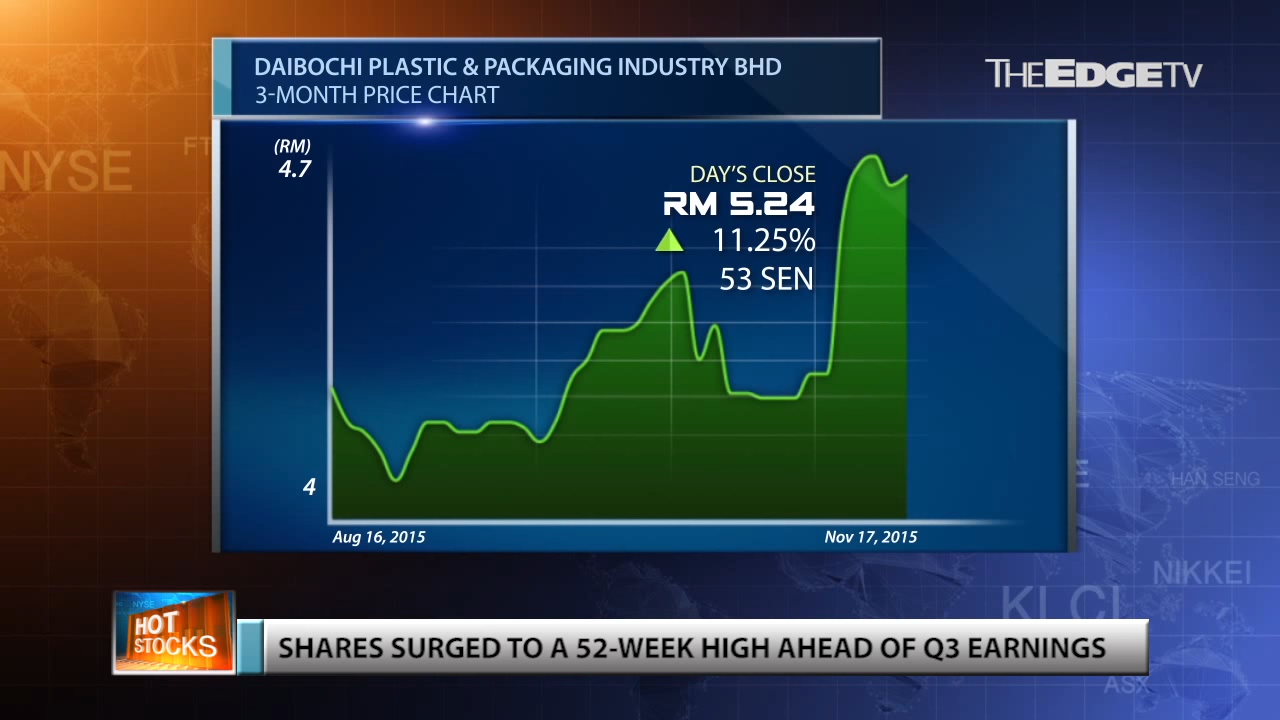 DAIBOCHI PLASTIC & PACKAGING INDUSTRY BHD
3-MONTH PRICE CHART
THEEDGETV
NYSE
FT
(RM)
4.7
DAY'S CLOSE
RM 5.24
11.25%
53 SEN
4
Aug 16, 2015
Nov 17, 2015
HAN SENG
NIKKEI
KLCI
ASX
NYSE
HOT
STOCKS
SHARES SURGED TO A 52-WEEK HIGH AHEAD OF Q3 EARNINGS